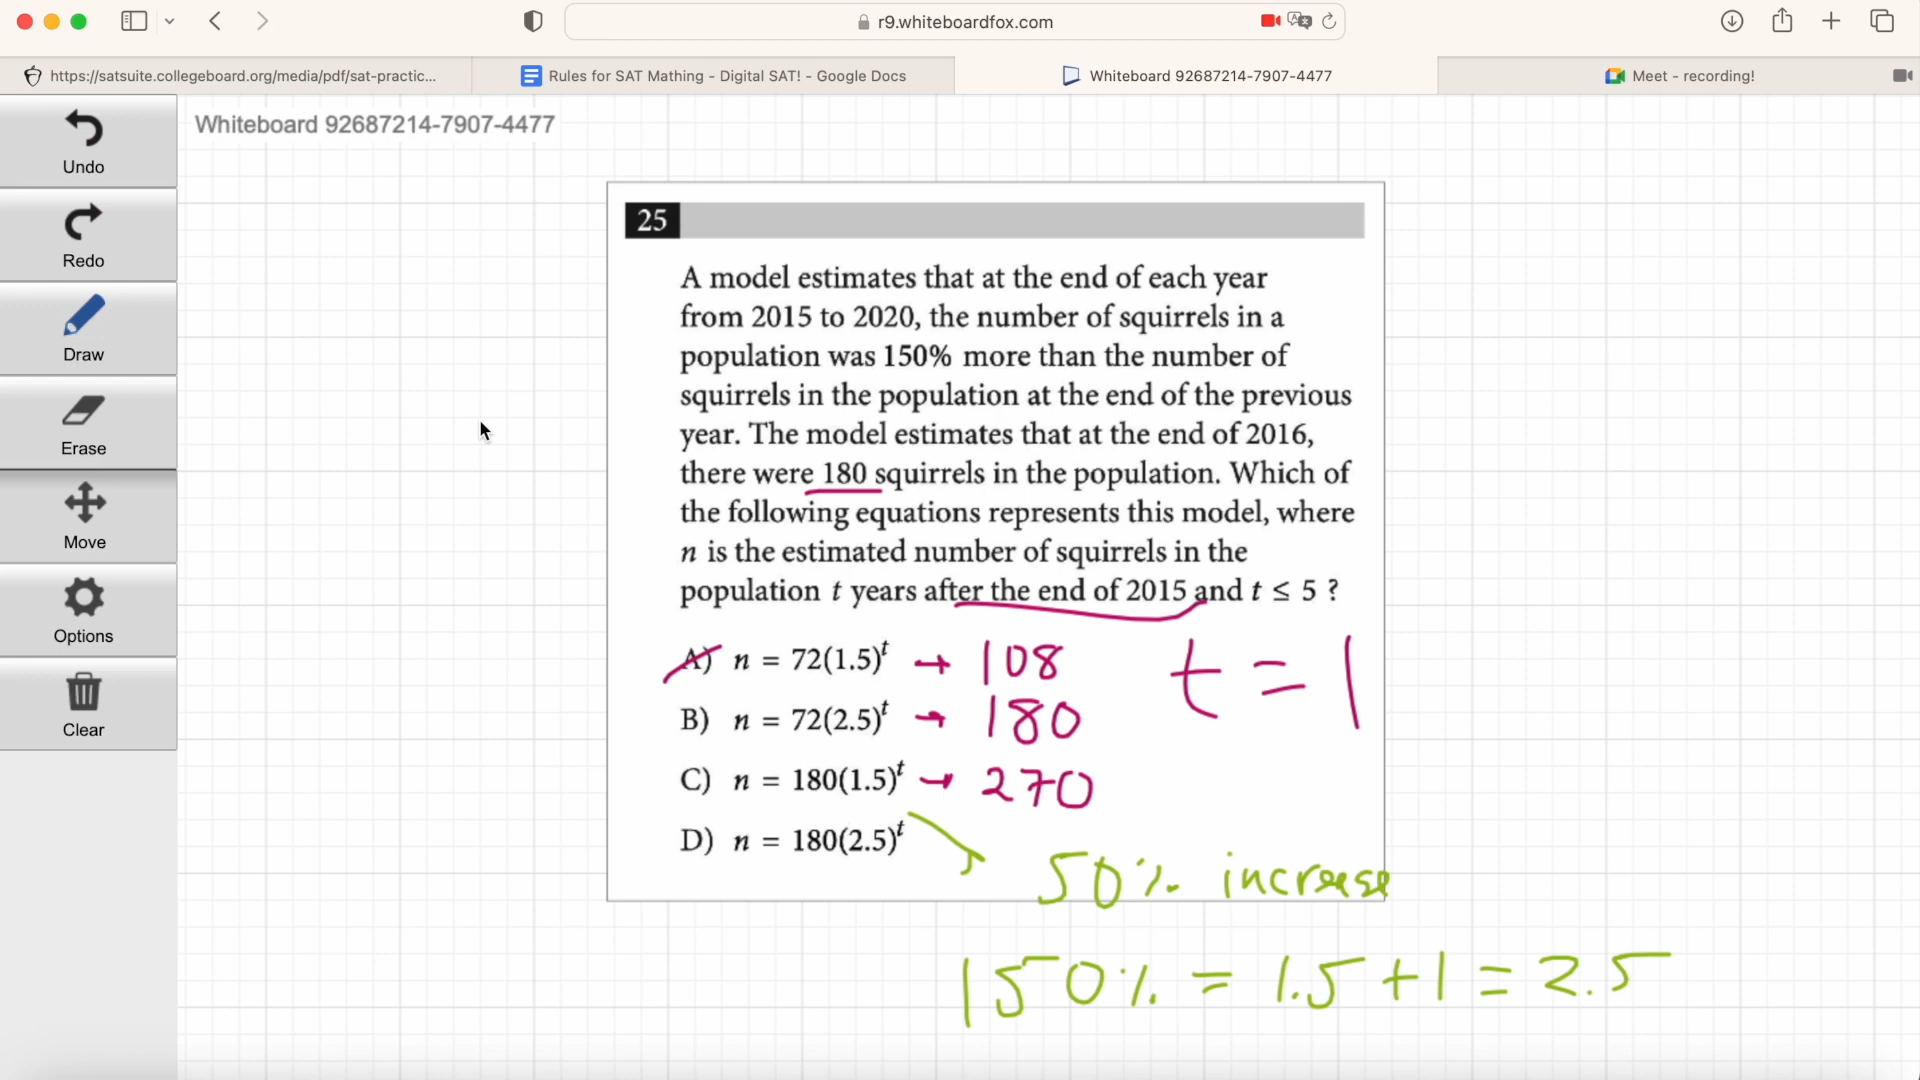 r9.whiteboardfox.com
https://satsuite.collegeboard.org/media/pdf/sat-practic...
Rules for SAT Mathing - Digital SAT! - Google Docs
Whiteboard 92687214-7907-4477
Meet - recording!
Undo
Redo
Draw
Erase
Move
Options
Clear
Whiteboard 92687214-7907-4477
25
A model estimates that at the end of each year
from 2015 to 2020, the number of squirrels in a
population was 150% more than the number of
squirrels in the population at the end of the previous
year. The model estimates that at the end of 2016,
there were 180 squirrels in the population. Which of
the following equations represents this model, where
n is the estimated number of squirrels in the
population t years after the end of 2015 and t ≤ 5 ?
A) n = 72(1.5)^t → 108
t = 1
B) n = 72(2.5)^t → 180
C) n = 180(1.5)^t → 270
D) n = 180(2.5)^t
50% increase
150% = 1.5 + 1 = 2.5